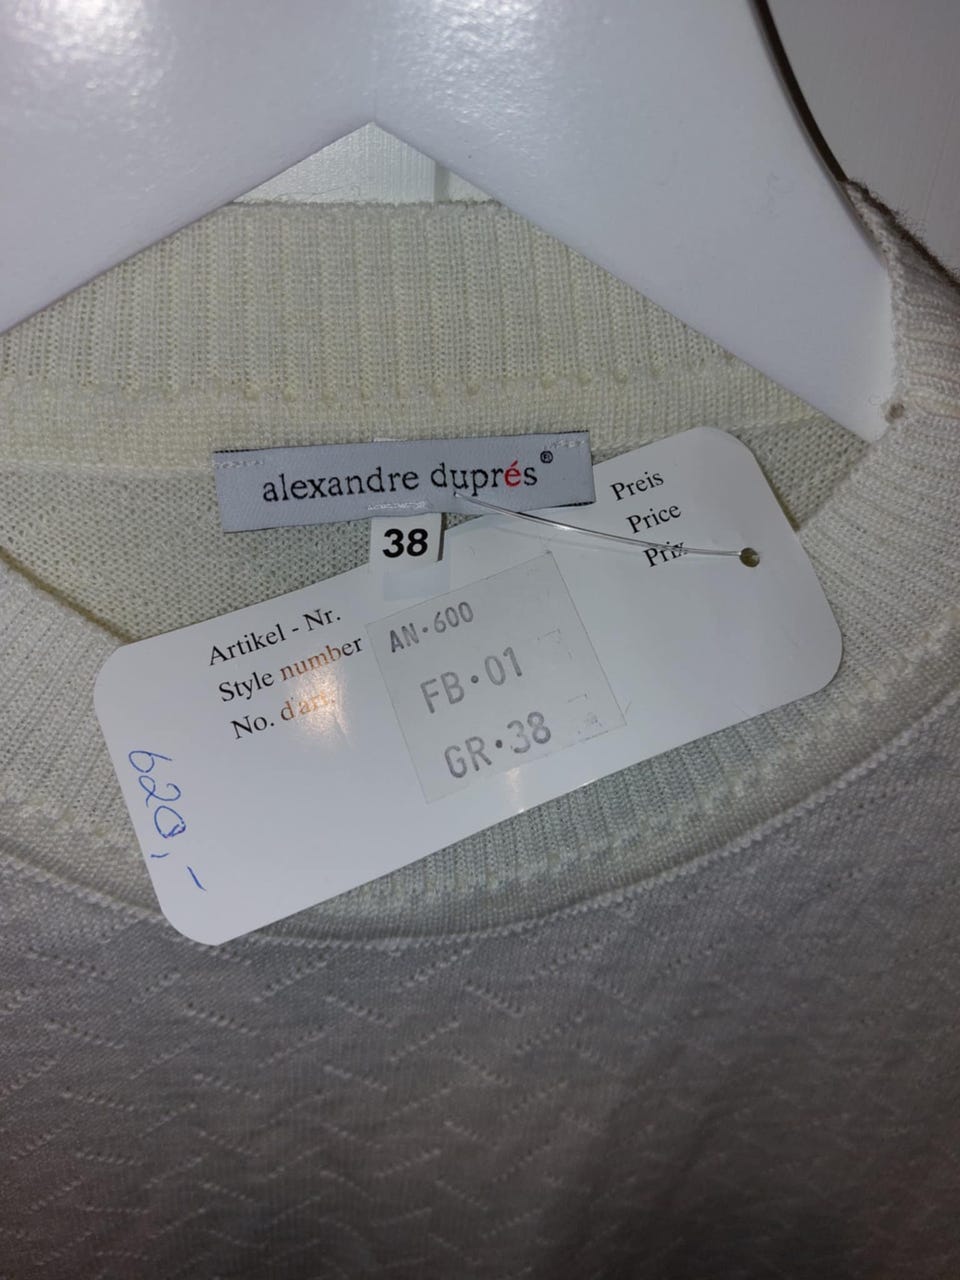 alexandre duprés®
38
Preis
Price
Prix
Artikel - Nr.
Style number
No. d'art.
AN·600
FB·01
GR·38
620,-